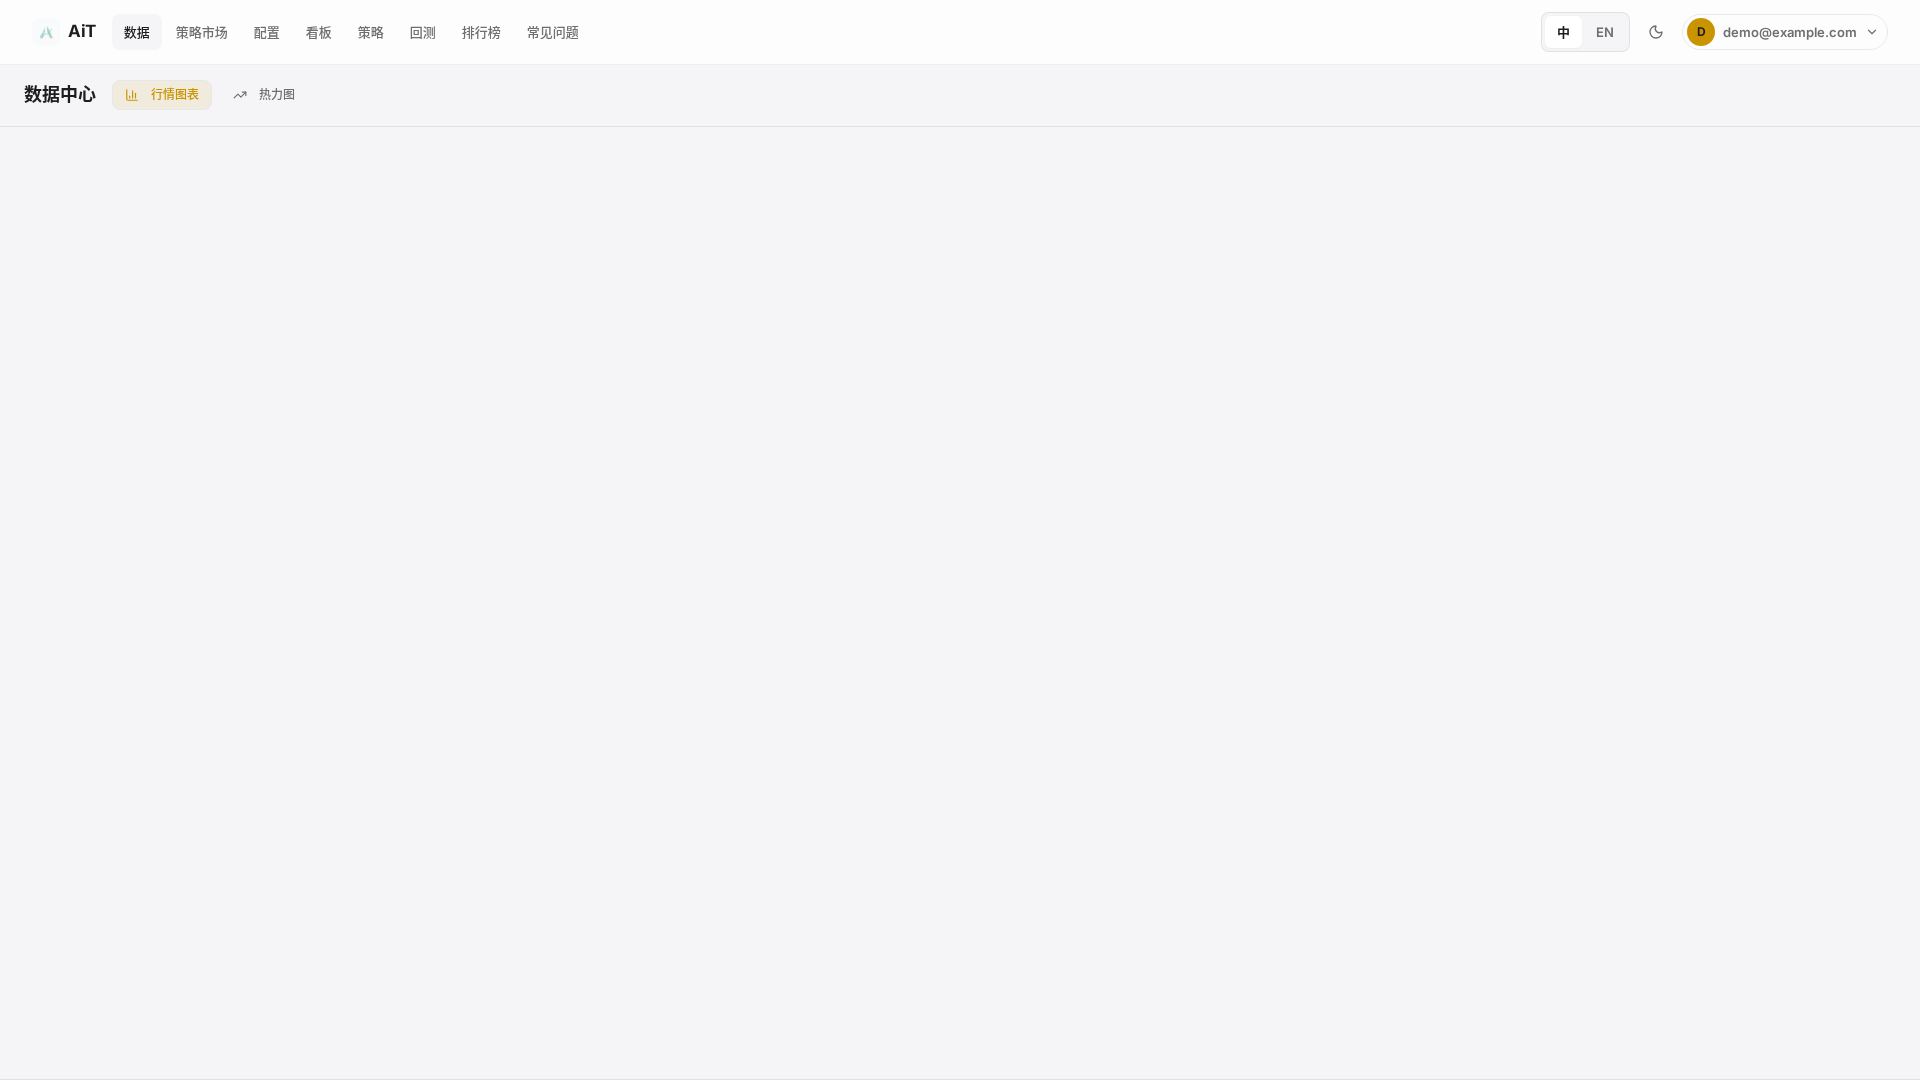 AiT 数据 策略市场 配置 看板 策略 回测 排行榜 常见问题 中 EN D demo@example.com
数据中心 行情图表 热力图